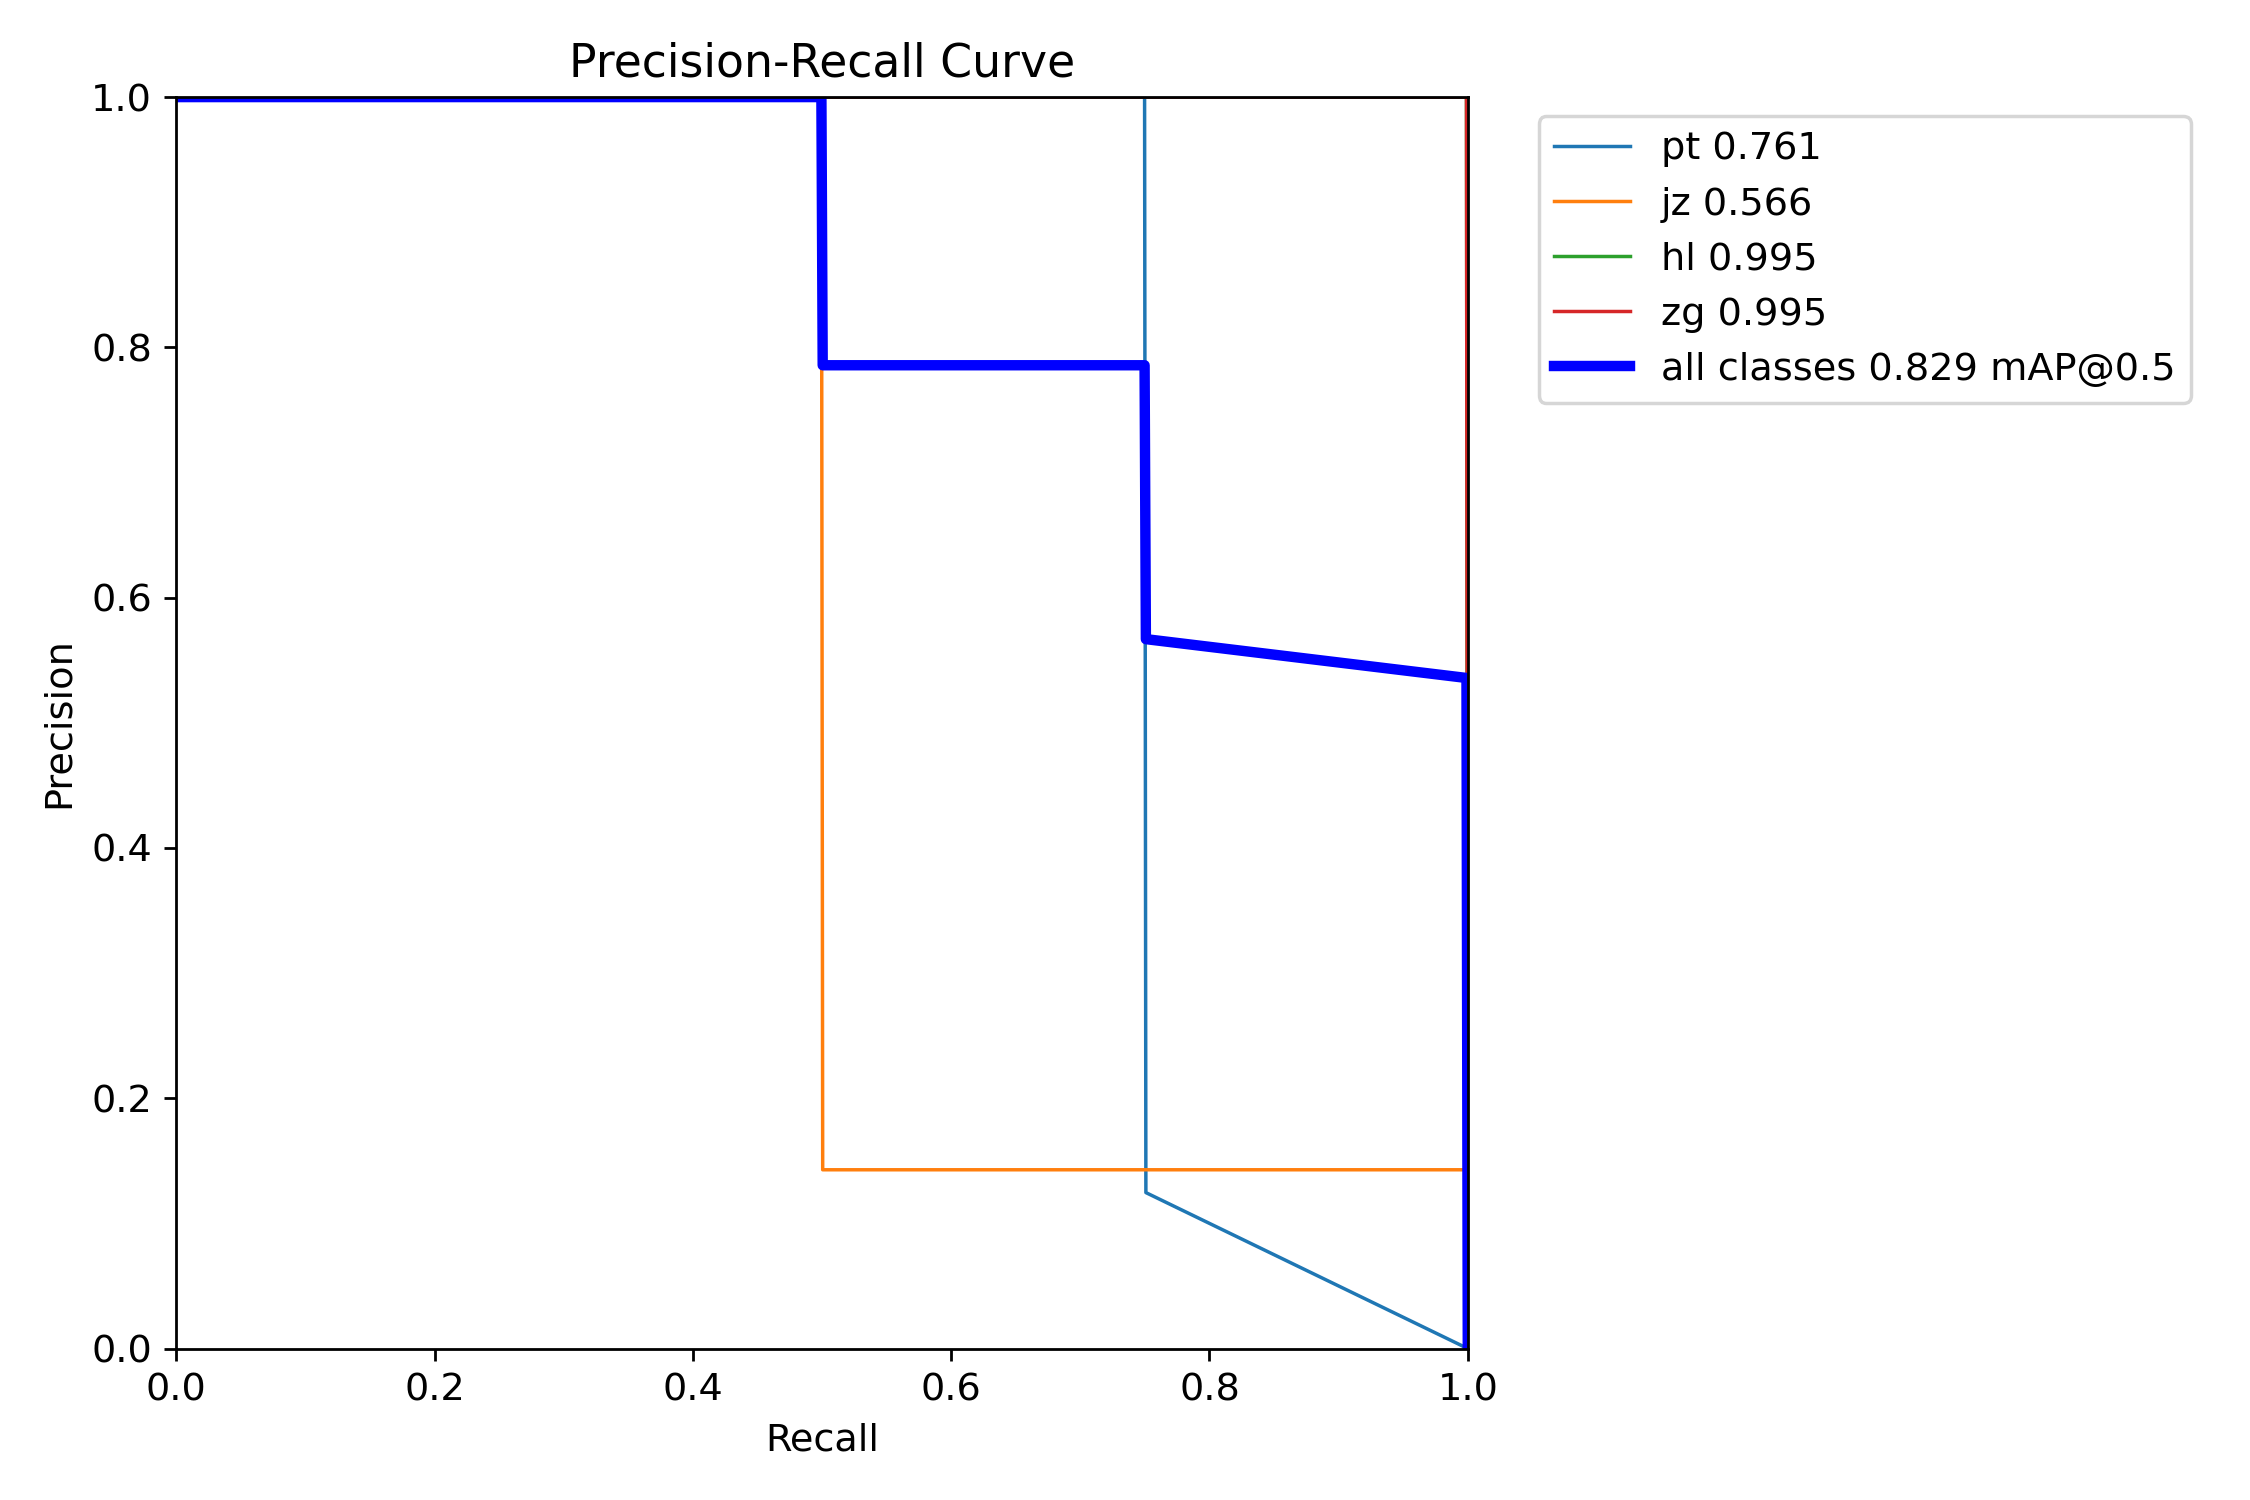 Precision-Recall Curve
1.0
0.8
0.6
0.4
0.2
0.0
Precision
0.0 0.2 0.4 0.6 0.8 1.0
Recall
pt 0.761
jz 0.566
hl 0.995
zg 0.995
all classes 0.829 mAP@0.5